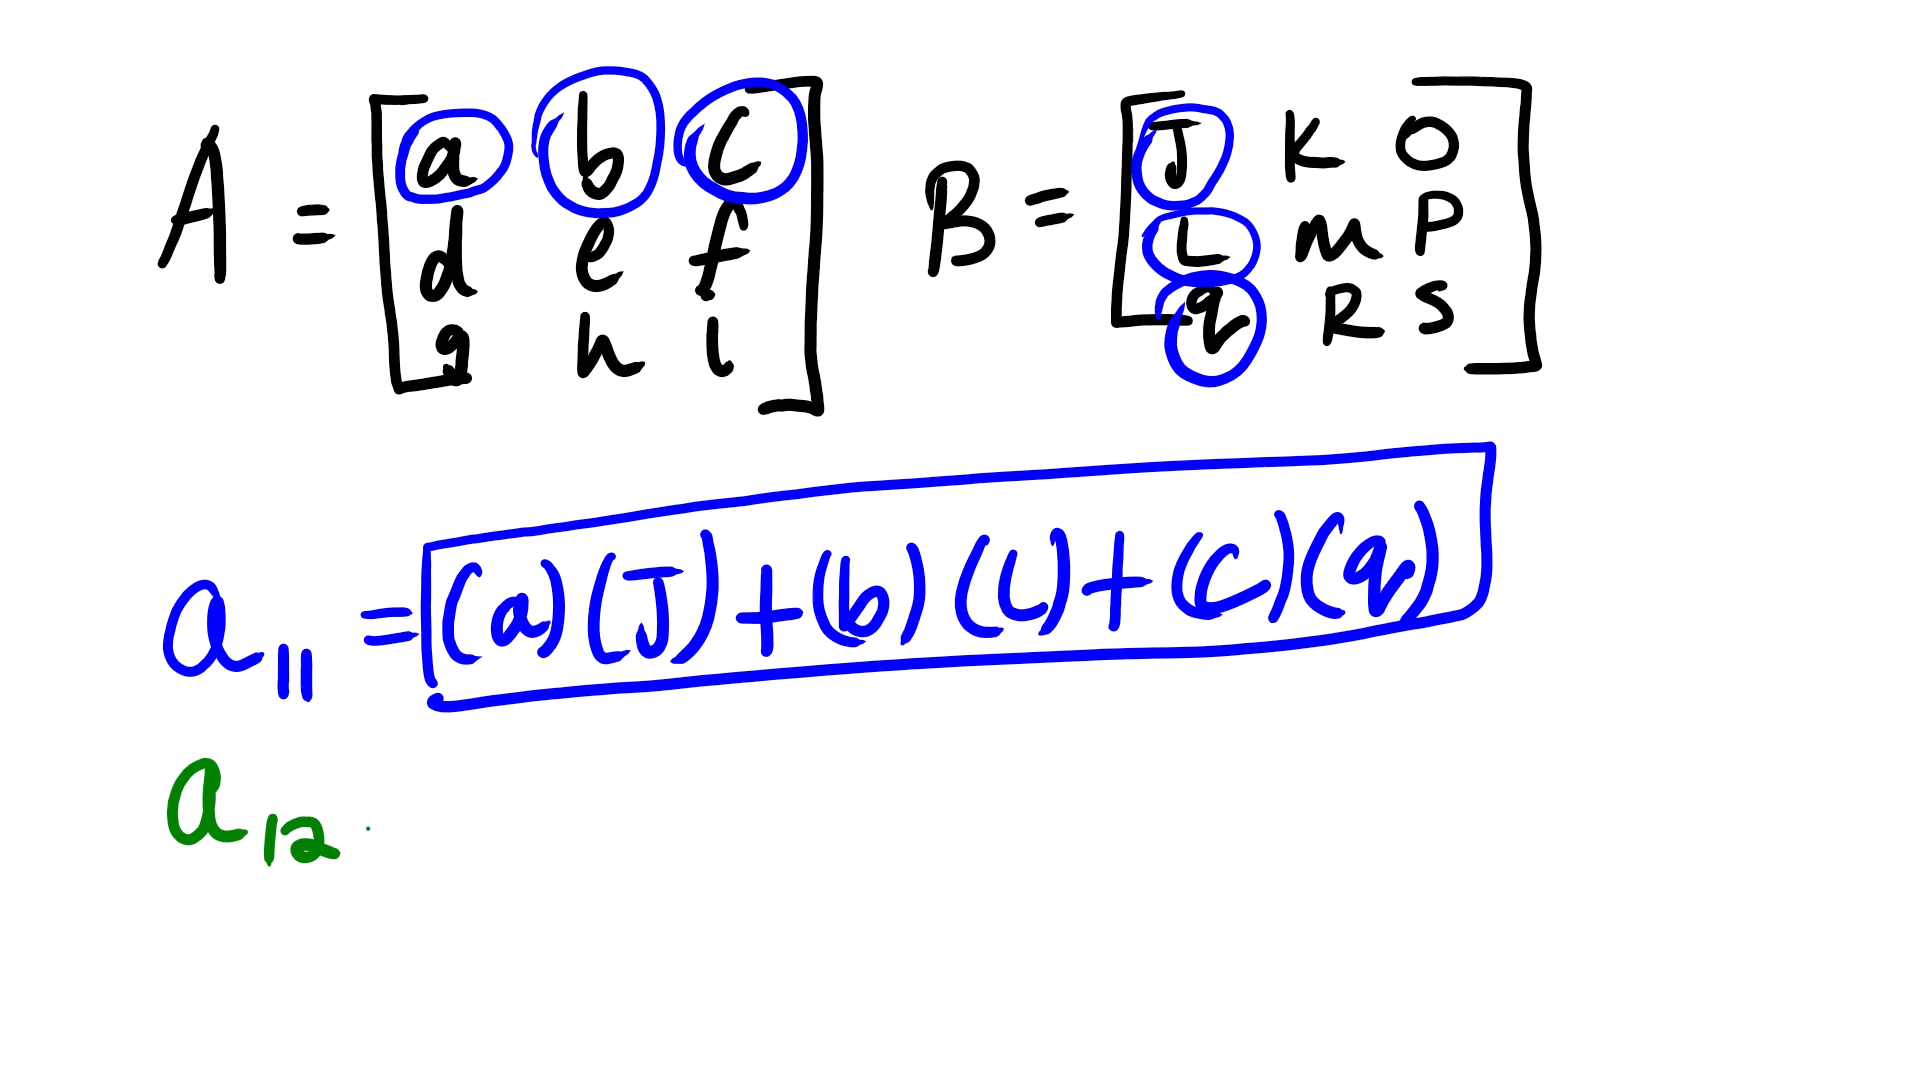 A = [a b c B = [J K O
d e f] L m P
g h i] q R S]
a₁₁ = (a)(J)+(b)(L)+(c)(q)
a₁₂